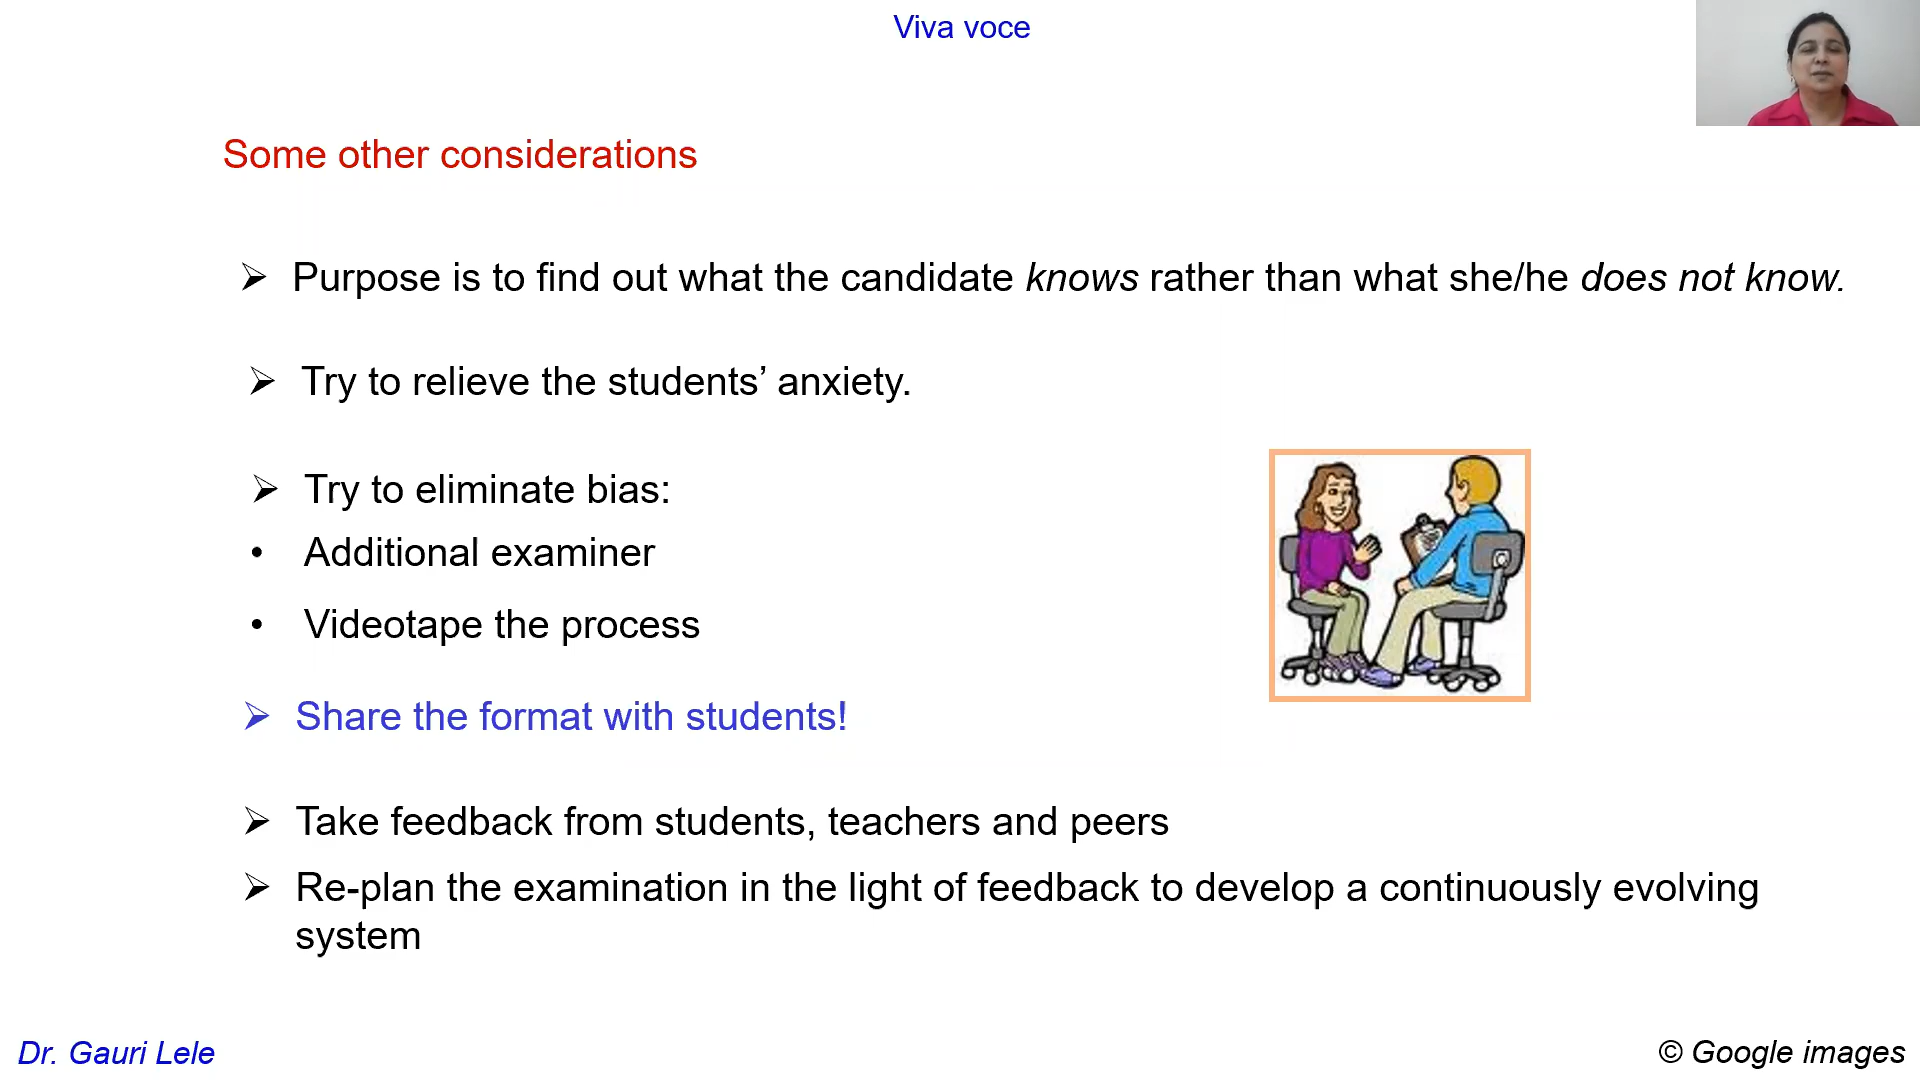 Viva voce
Some other considerations
➢ Purpose is to find out what the candidate knows rather than what she/he does not know.
➢ Try to relieve the students’ anxiety.
➢ Try to eliminate bias:
• Additional examiner
• Videotape the process
➢ Share the format with students!
➢ Take feedback from students, teachers and peers
➢ Re-plan the examination in the light of feedback to develop a continuously evolving
system
Dr. Gauri Lele
© Google images